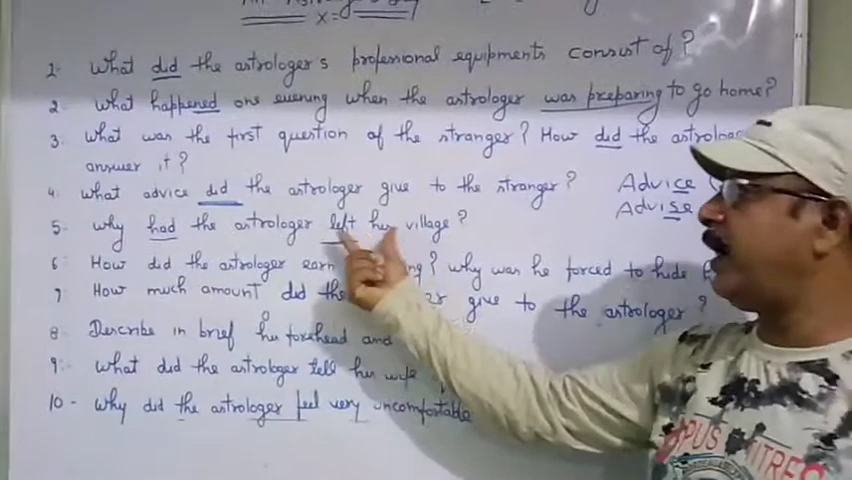 1. What did the astrologer's professional equipments consist of?
2. What happened one evening when the astrologer was preparing to go home?
3. What was the first question of the stranger? How did the
answer it?
4. What advice did the astrologer give to the stranger? Advice
Advise
5. why had the astrologer left his village?
6. How did the astrologer earn why was he forced to hide
7. How much amount did the give to the astrologer?
8. Describe in brief his forehead and
9. What did the astrologer tell his wife
10- why did the astrologer feel very uncomfortable
OPUS